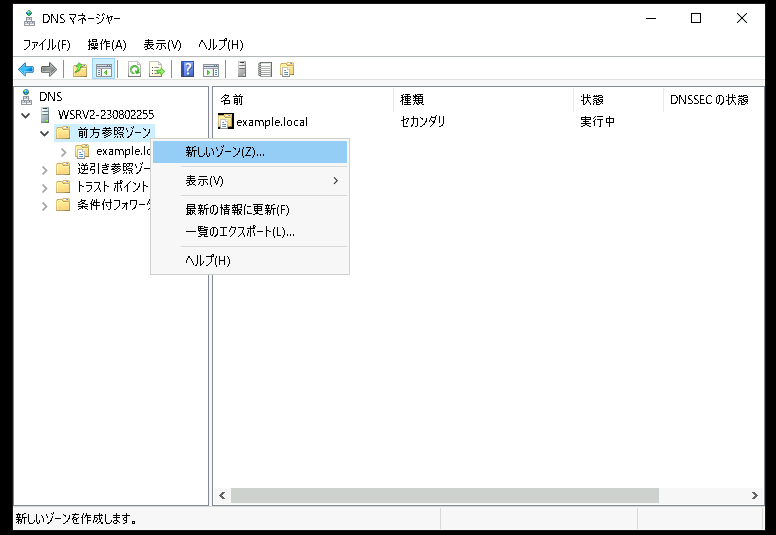 DNS マネージャー
ファイル(F) 操作(A) 表示(V) ヘルプ(H)
DNS
WSRV2-230802255
前方参照ゾーン
example.lo
逆引き参照ゾー
トラスト ポイント
条件付フォワー
新しいゾーン(Z)...
表示(V)
最新の情報に更新(F)
一覧のエクスポート(L)...
ヘルプ(H)
名前 種類 状態 DNSSEC の状態
example.local セカンダリ 実行中
新しいゾーンを作成します。